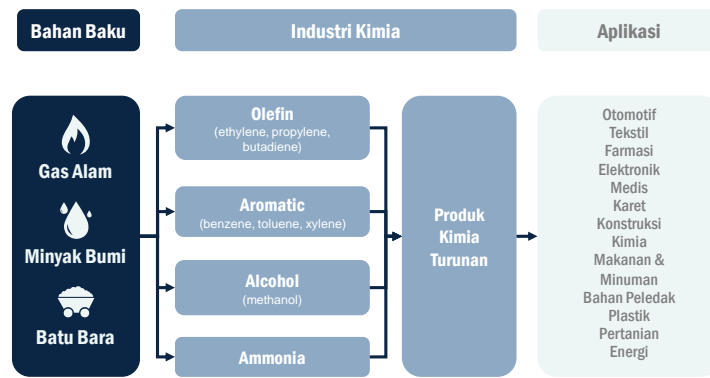 Bahan Baku
Industri Kimia
Aplikasi
Gas Alam
Minyak Bumi
Batu Bara
Olefin
(ethylene, propylene,
butadiene)
Aromatic
(benzene, toluene, xylene)
Alcohol
(methanol)
Ammonia
Produk
Kimia
Turunan
Otomotif
Tekstil
Farmasi
Elektronik
Medis
Karet
Konstruksi
Kimia
Makanan &
Minuman
Bahan Peledak
Plastik
Pertanian
Energi